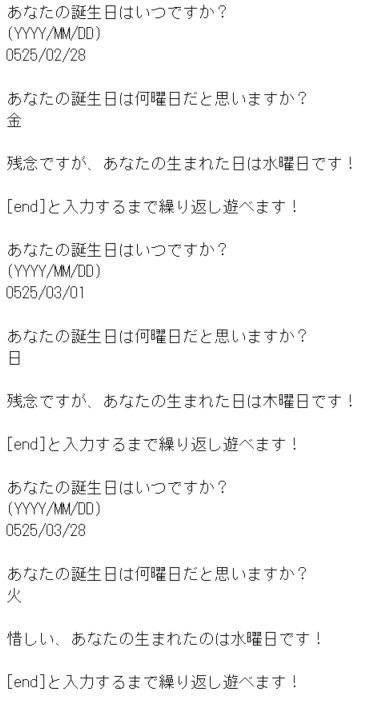 あなたの誕生日はいつですか？
(YYYY/MM/DD)
0525/02/28
あなたの誕生日は何曜日だと思いますか？
金
残念ですが、あなたの生まれた日は水曜日です！
[end]と入力するまで繰り返し遊べます！
あなたの誕生日はいつですか？
(YYYY/MM/DD)
0525/03/01
あなたの誕生日は何曜日だと思いますか？
日
残念ですが、あなたの生まれた日は木曜日です！
[end]と入力するまで繰り返し遊べます！
あなたの誕生日はいつですか？
(YYYY/MM/DD)
0525/03/28
あなたの誕生日は何曜日だと思いますか？
火
惜しい、あなたの生まれたのは水曜日です！
[end]と入力するまで繰り返し遊べます！